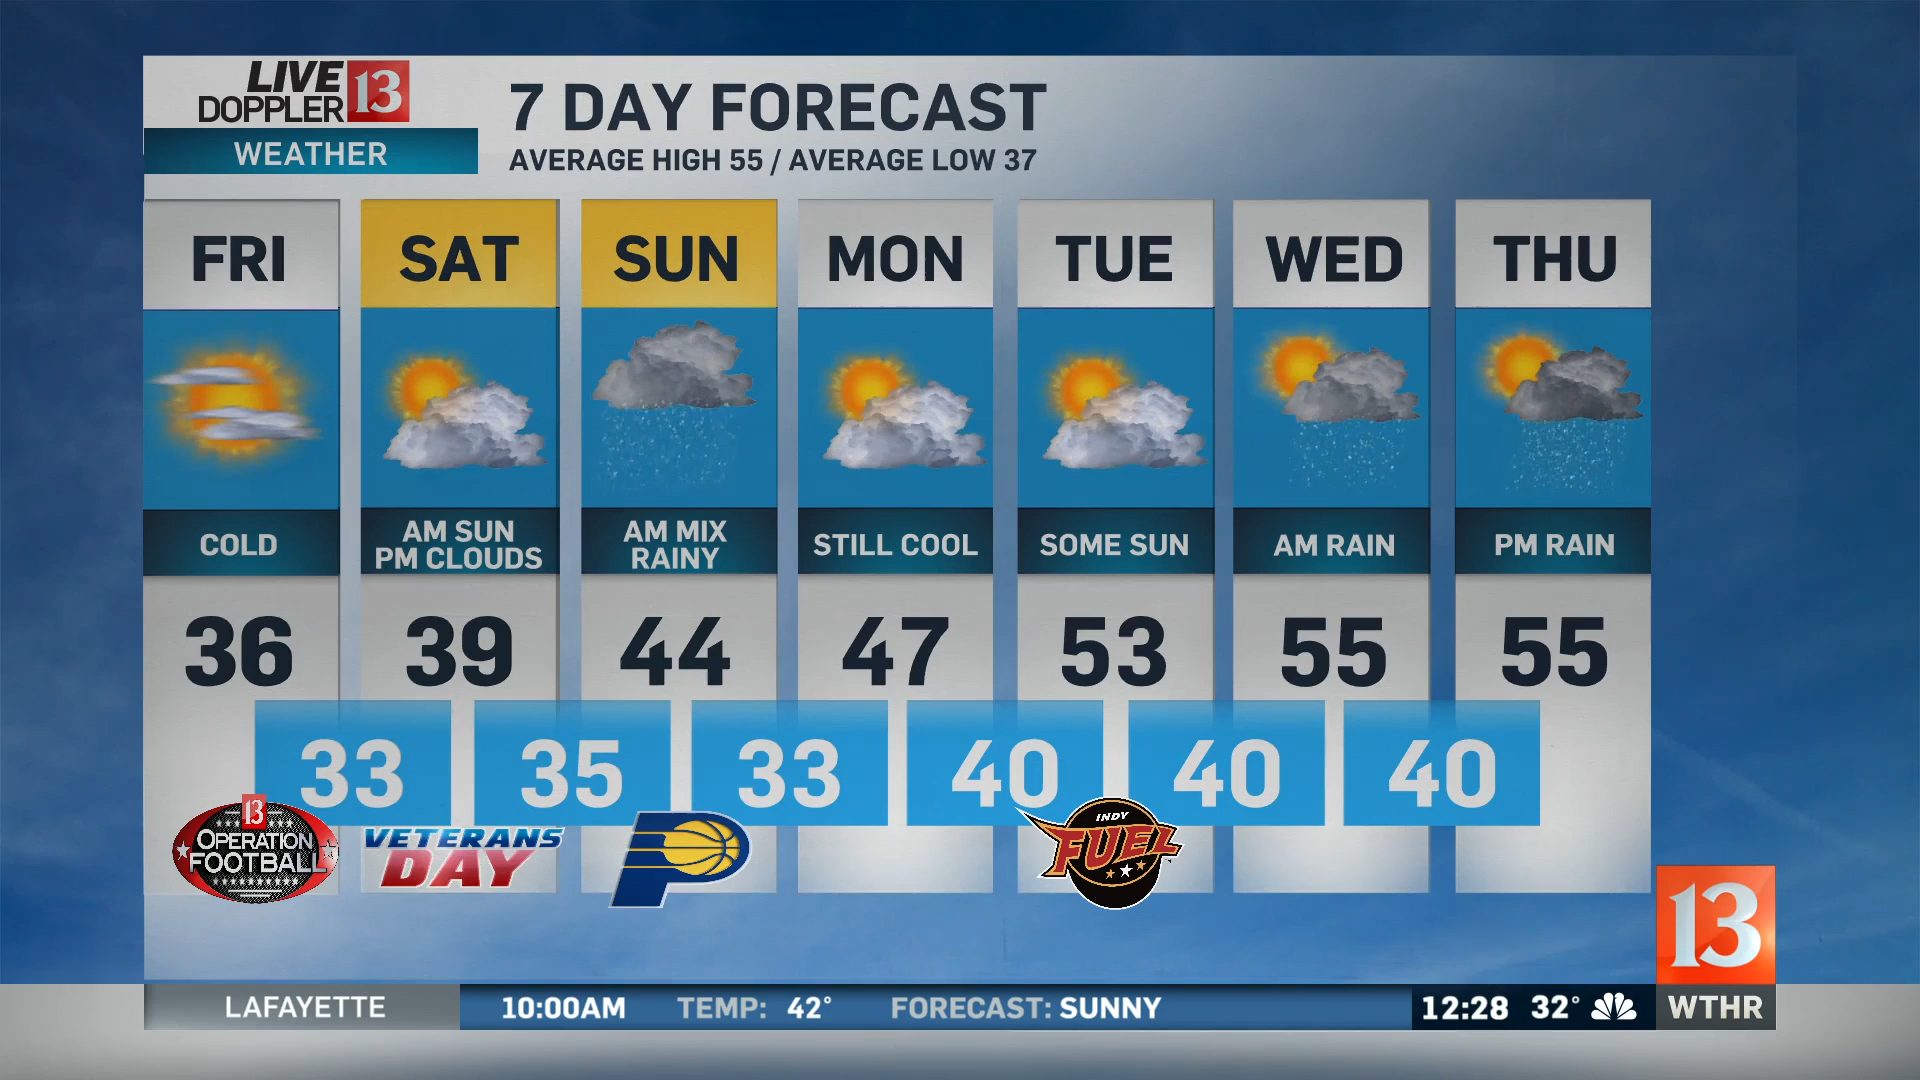 LIVE
DOPPLER 13
WEATHER
7 DAY FORECAST
AVERAGE HIGH 55 / AVERAGE LOW 37
FRI
SAT
SUN
MON
TUE
WED
THU
COLD
AM SUN
PM CLOUDS
AM MIX
RAINY
STILL COOL
SOME SUN
AM RAIN
PM RAIN
36
39
44
47
53
55
55
33
35
33
40
40
40
13
OPERATION
FOOTBALL
VETERANS
DAY
INDY
FUEL
13
LAFAYETTE
10:00AM TEMP: 42° FORECAST: SUNNY
12:28 32°
WTHR